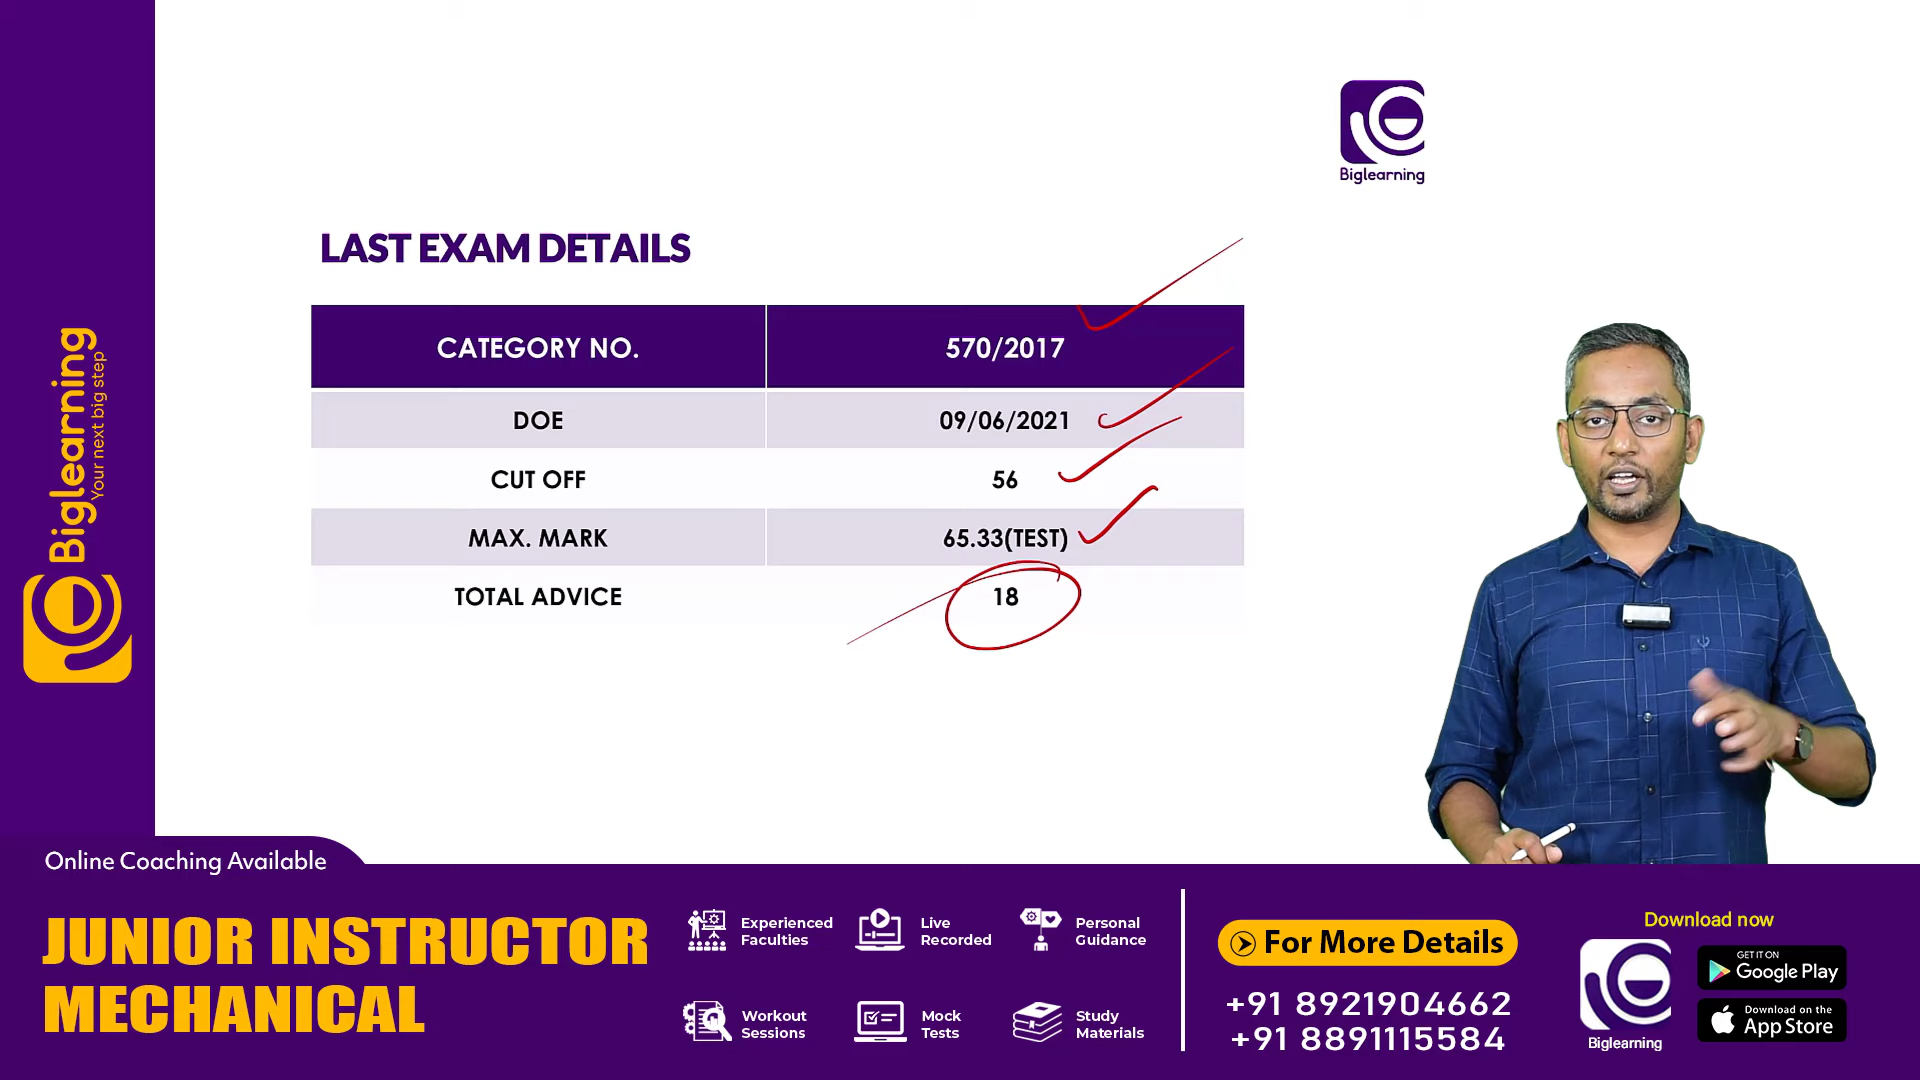 Biglearning
LAST EXAM DETAILS
CATEGORY NO. 570/2017
DOE 09/06/2021
CUT OFF 56
MAX. MARK 65.33(TEST)
TOTAL ADVICE 18
Biglearning
Your next big step
Online Coaching Available
JUNIOR INSTRUCTOR
MECHANICAL
Experienced
Faculties
Live
Recorded
Personal
Guidance
Workout
Sessions
Mock
Tests
Study
Materials
For More Details
+91 8921904662
+91 8891115584
Download now
Biglearning
GET IT ON
Google Play
Download on the
App Store